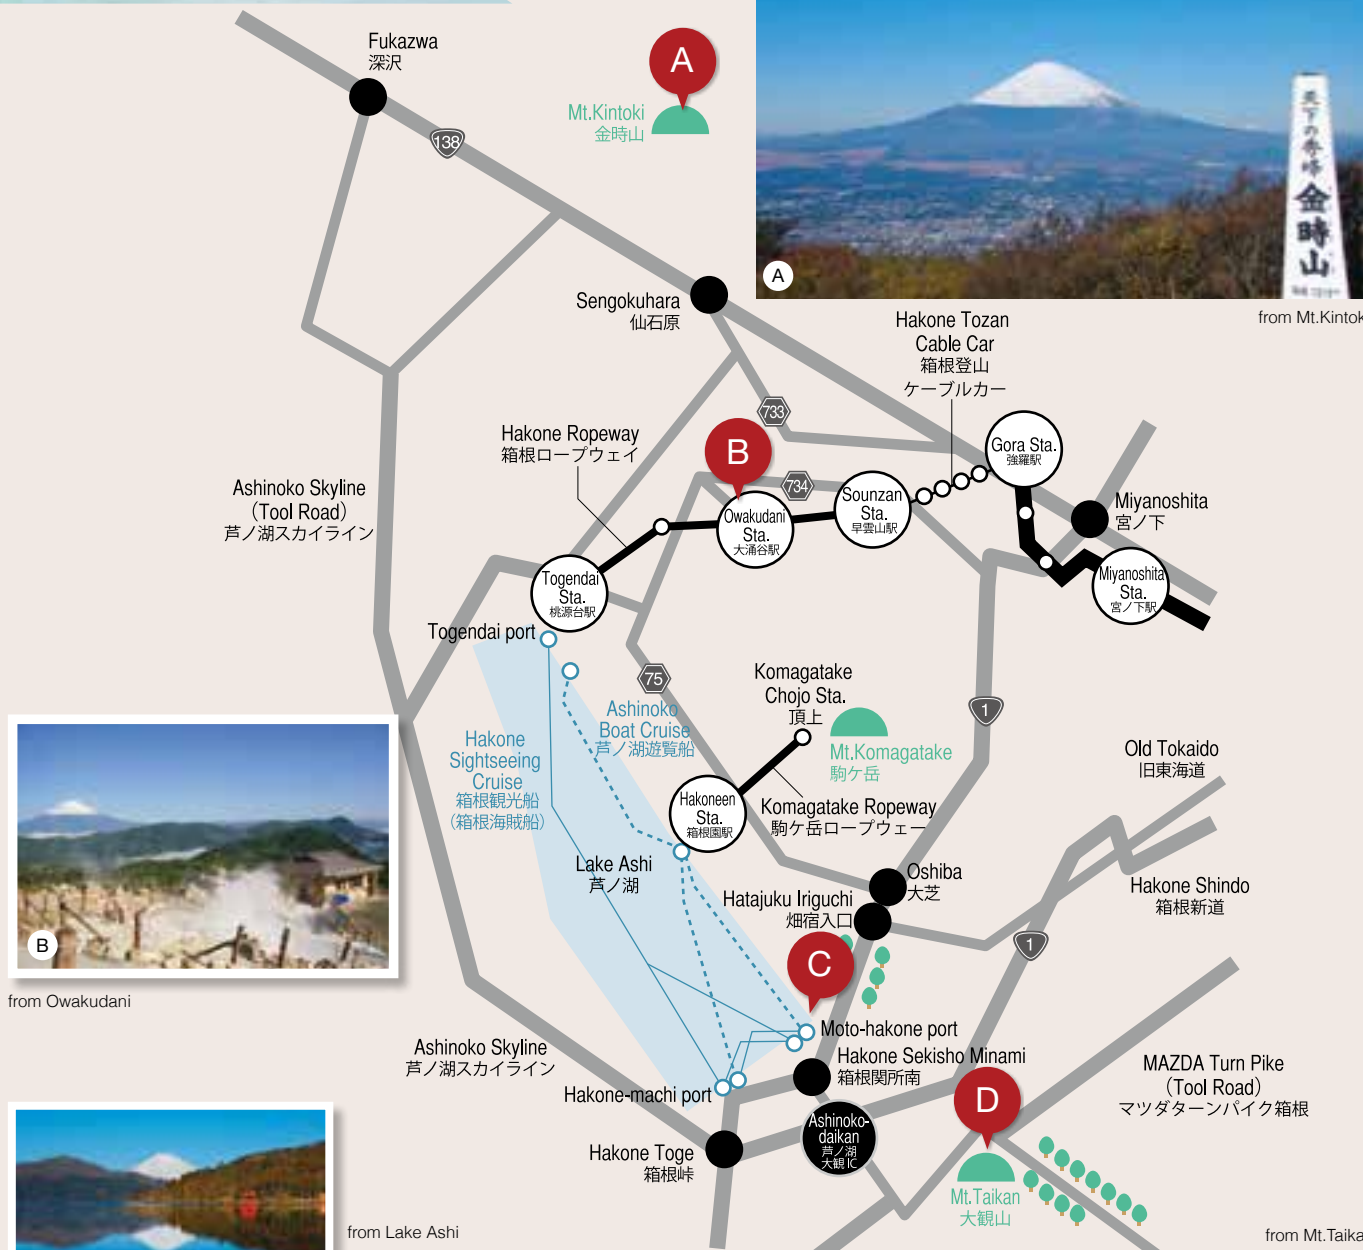 Fukazwa
深沢
A
Mt.Kintoki
金時山
138
金時山
A
from Mt.Kintok
Sengokuhara
仙石原
Hakone Tozan
Cable Car
箱根登山
ケーブルカー
733
Hakone Ropeway
箱根ロープウェイ
B
734
Gora Sta.
強羅駅
Ashinoko Skyline
(Tool Road)
芦ノ湖スカイライン
Owakudani
Sta.
大涌谷駅
Sounzan
Sta.
早雲山駅
Miyanoshita
宮ノ下
Togendai
Sta.
桃源台駅
Miyanoshita
Sta.
宮ノ下駅
Togendai port
75
Komagatake
Chojo Sta.
頂上
1
Ashinoko
Boat Cruise
芦ノ湖遊覧船
Hakone
Sightseeing
Cruise
箱根観光船
(箱根海賊船)
Mt.Komagatake
駒ケ岳
Old Tokaido
旧東海道
Hakoneen
Sta.
箱根園駅
Komagatake Ropeway
駒ケ岳ロープウェー
Lake Ashi
芦ノ湖
Oshiba
大芝
Hakone Shindo
箱根新道
Hatajuku Iriguchi
畑宿入口
B
from Owakudani
1
C
Moto-hakone port
Ashinoko Skyline
芦ノ湖スカイライン
Hakone Sekisho Minami
箱根関所南
MAZDA Turn Pike
(Tool Road)
マツダターンパイク箱根
Hakone-machi port
D
Ashinoko-
daikan
芦ノ湖
大観 IC
Hakone Toge
箱根峠
Mt.Taikan
大観山
from Lake Ashi
from Mt.Taika